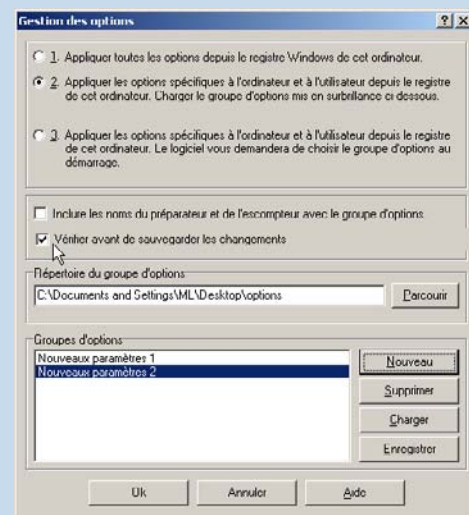 Gestion des options
1. Appliquer toutes les options depuis le registre Windows de cet ordinateur.
2. Appliquer les options spécifiques à l'ordinateur et à l'utilisateur depuis le registre
de cet ordinateur. Charger le groupe d'options mis en surbrillance ci dessous.
3. Appliquer les options spécifiques à l'ordinateur et à l'utilisateur depuis le registre
de cet ordinateur. Le logiciel vous demandera de choisir le groupe d'options au
démarrage.
Inclure les noms du préparateur et de l'escompteur avec le groupe d'options
Vérifier avant de sauvegarder les changements
Répertoire du groupe d'options
C:\Documents and Settings\ML\Desktop\options
Parcourir
Groupes d'options
Nouveaux paramètres 1
Nouveaux paramètres 2
Nouveau
Supprimer
Charger
Enregistrer
Ok
Annuler
Aide